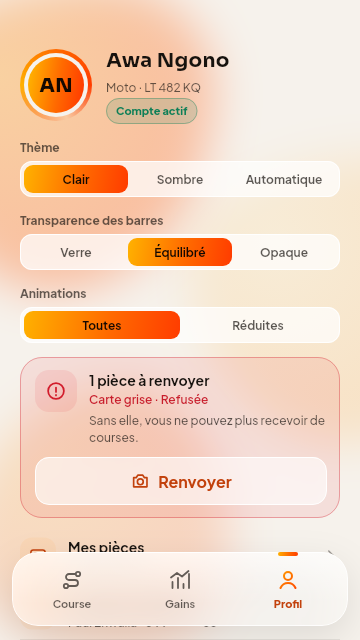 AN
Awa Ngono
Moto · LT 482 KQ
Compte actif
Thème
Clair
Sombre
Automatique
Transparence des barres
Verre
Équilibré
Opaque
Animations
Toutes
Réduites
1 pièce à renvoyer
Carte grise · Refusée
Sans elle, vous ne pouvez plus recevoir de
courses.
Renvoyer
Mes pièces
Course
Gains
Profil